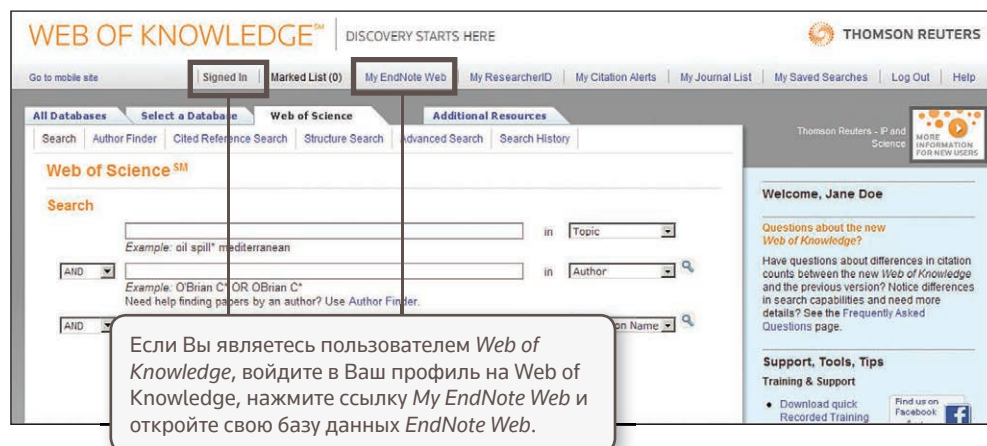 WEB OF KNOWLEDGE℠ DISCOVERY STARTS HERE
THOMSON REUTERS
Go to mobile site Signed In Marked List (0) My EndNote Web My ResearcherID My Citation Alerts My Journal List My Saved Searches Log Out Help
All Databases Select a Database Web of Science Additional Resources
Search Author Finder Cited Reference Search Structure Search Advanced Search Search History
Thomson Reuters - IP and
Science
MORE
INFORMATION
FOR NEW USERS
Web of Science ℠
Search
in Topic
Example: oil spill* mediterranean
AND in Author
Example: O'Brian C* OR OBrian C*
Need help finding papers by an author? Use Author Finder.
AND on Name
Если Вы являетесь пользователем Web of
Knowledge, войдите в Ваш профиль на Web of
Knowledge, нажмите ссылку My EndNote Web и
откройте свою базу данных EndNote Web.
Welcome, Jane Doe
Questions about the new
Web of Knowledge?
Have questions about differences in citation
counts between the new Web of Knowledge
and the previous version? Notice differences
in search capabilities and need more
details? See the Frequently Asked
Questions page.
Support, Tools, Tips
Training & Support
• Download quick
Recorded Training
Find us on
Facebook